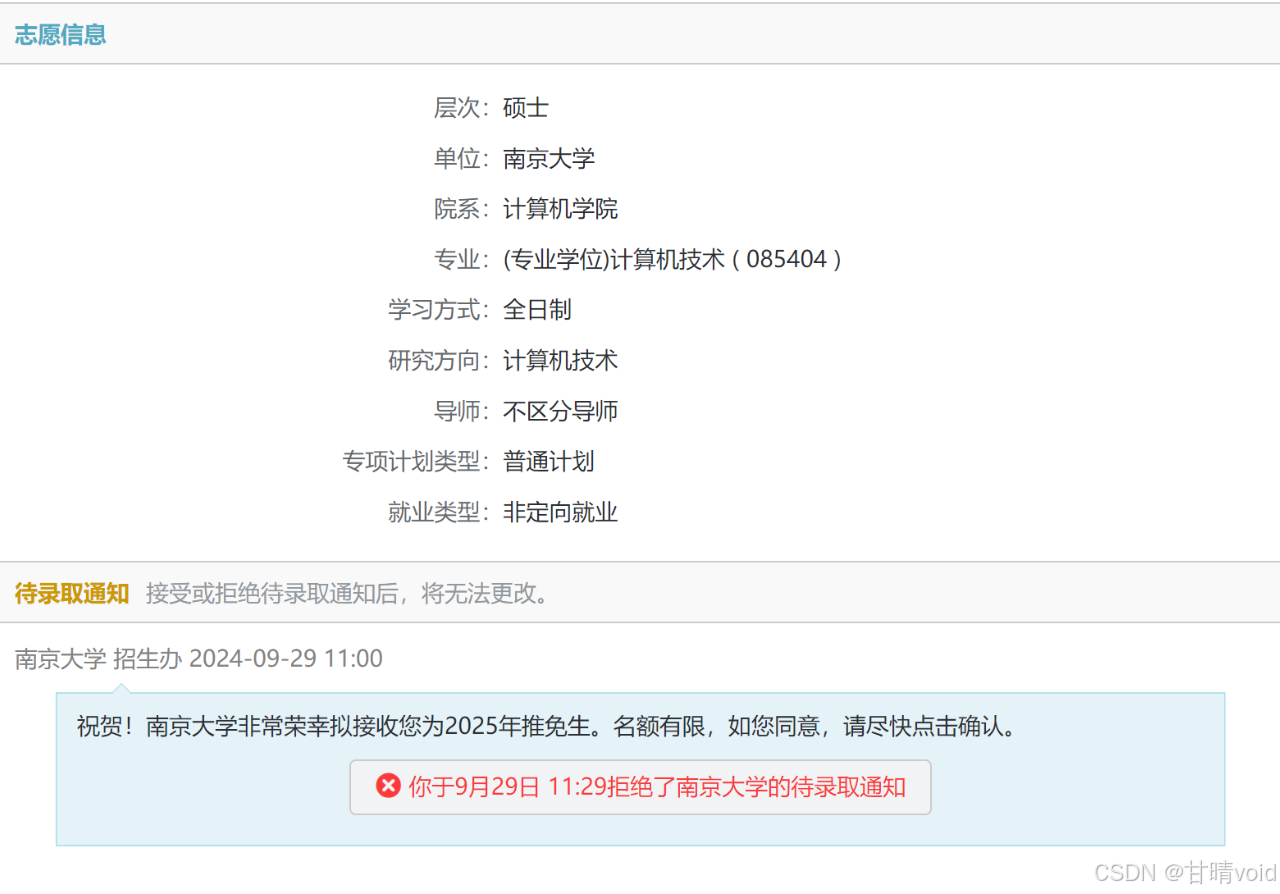 志愿信息
层次：硕士
单位：南京大学
院系：计算机学院
专业：(专业学位)计算机技术 ( 085404 )
学习方式：全日制
研究方向：计算机技术
导师：不区分导师
专项计划类型：普通计划
就业类型：非定向就业
待录取通知 接受或拒绝待录取通知后，将无法更改。
南京大学 招生办 2024-09-29 11:00
祝贺！南京大学非常荣幸拟接收您为2025年推免生。名额有限，如您同意，请尽快点击确认。
你于9月29日 11:29拒绝了南京大学的待录取通知
CSDN @甘晴void